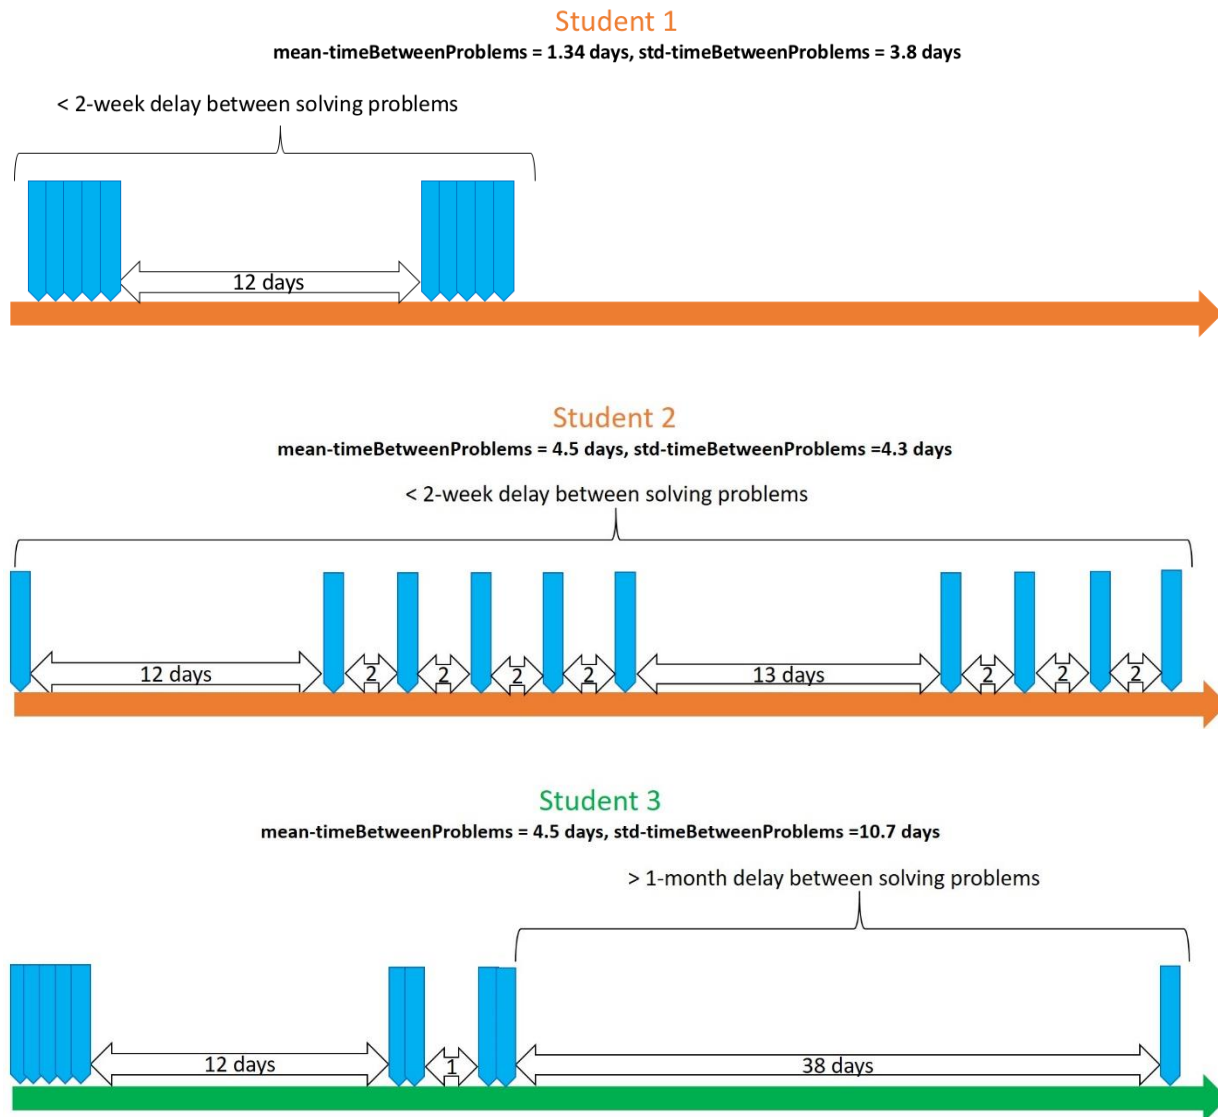 Student 1
mean-timeBetweenProblems = 1.34 days, std-timeBetweenProblems = 3.8 days
< 2-week delay between solving problems
12 days
Student 2
mean-timeBetweenProblems = 4.5 days, std-timeBetweenProblems =4.3 days
< 2-week delay between solving problems
12 days 2 2 2 2 13 days 2 2 2
Student 3
mean-timeBetweenProblems = 4.5 days, std-timeBetweenProblems =10.7 days
> 1-month delay between solving problems
12 days 1 38 days